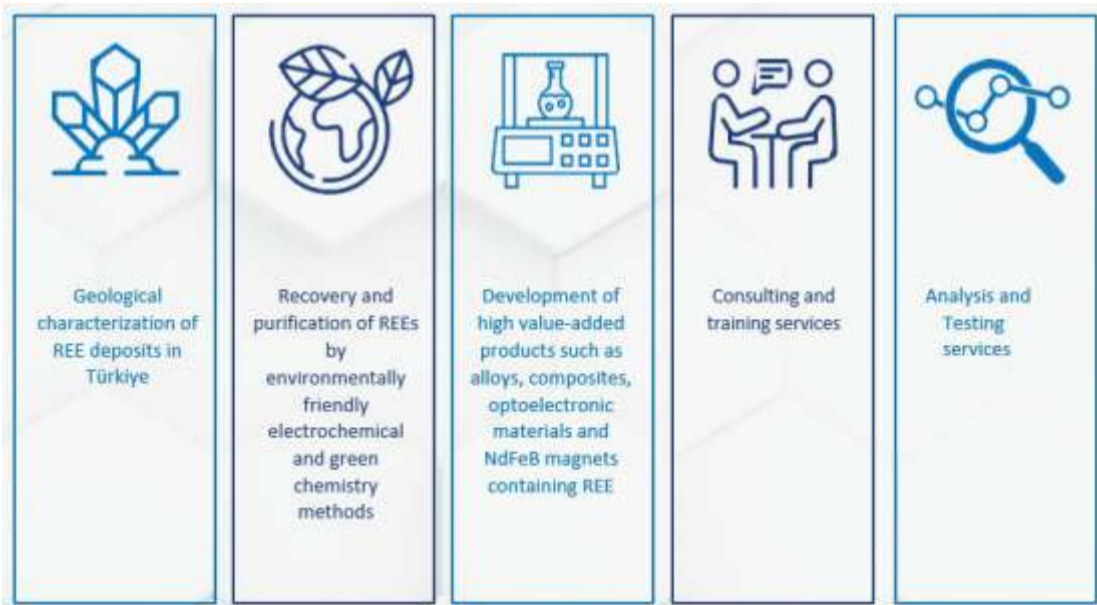 Geological
characterization of
REE deposits in
Türkiye
Recovery and
purification of REEs
by
environmentally
friendly
electrochemical
and green
chemistry
methods
Development of
high value-added
products such as
alloys, composites,
optoelectronic
materials and
NdFeB magnets
containing REE
Consulting and
training services
Analysis and
Testing
services